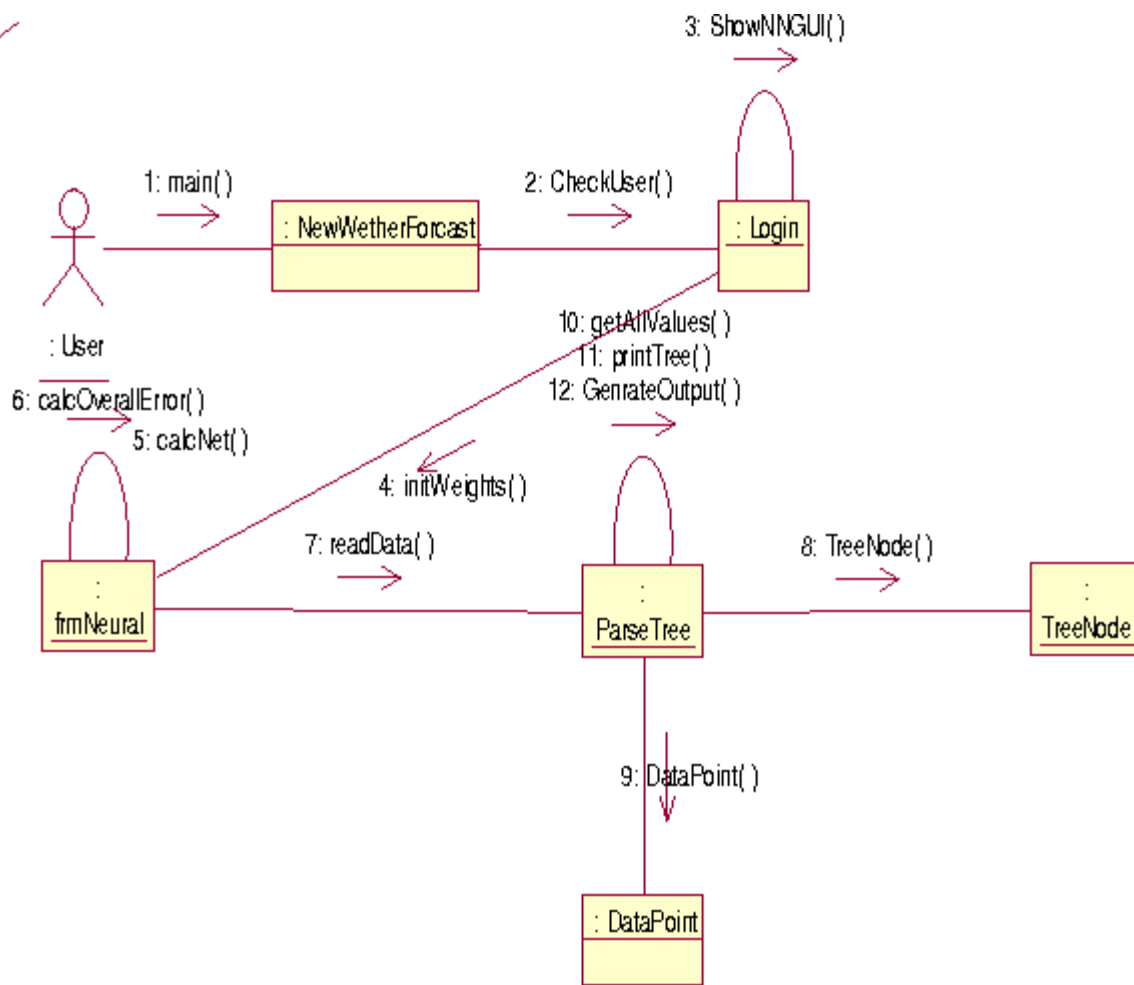 3: ShowNNGUI( )
1: main( )
2: CheckUser( )
: NewWetherForcast
: Login
: User
10: getAllValues( )
11: printTree( )
12: GenrateOutput( )
6: calcOverallError( )
5: calcNet( )
4: initWeights( )
7: readData( )
8: TreeNode( )
:
frmNeural
:
ParseTree
:
TreeNode
9: DataPoint( )
: DataPoint